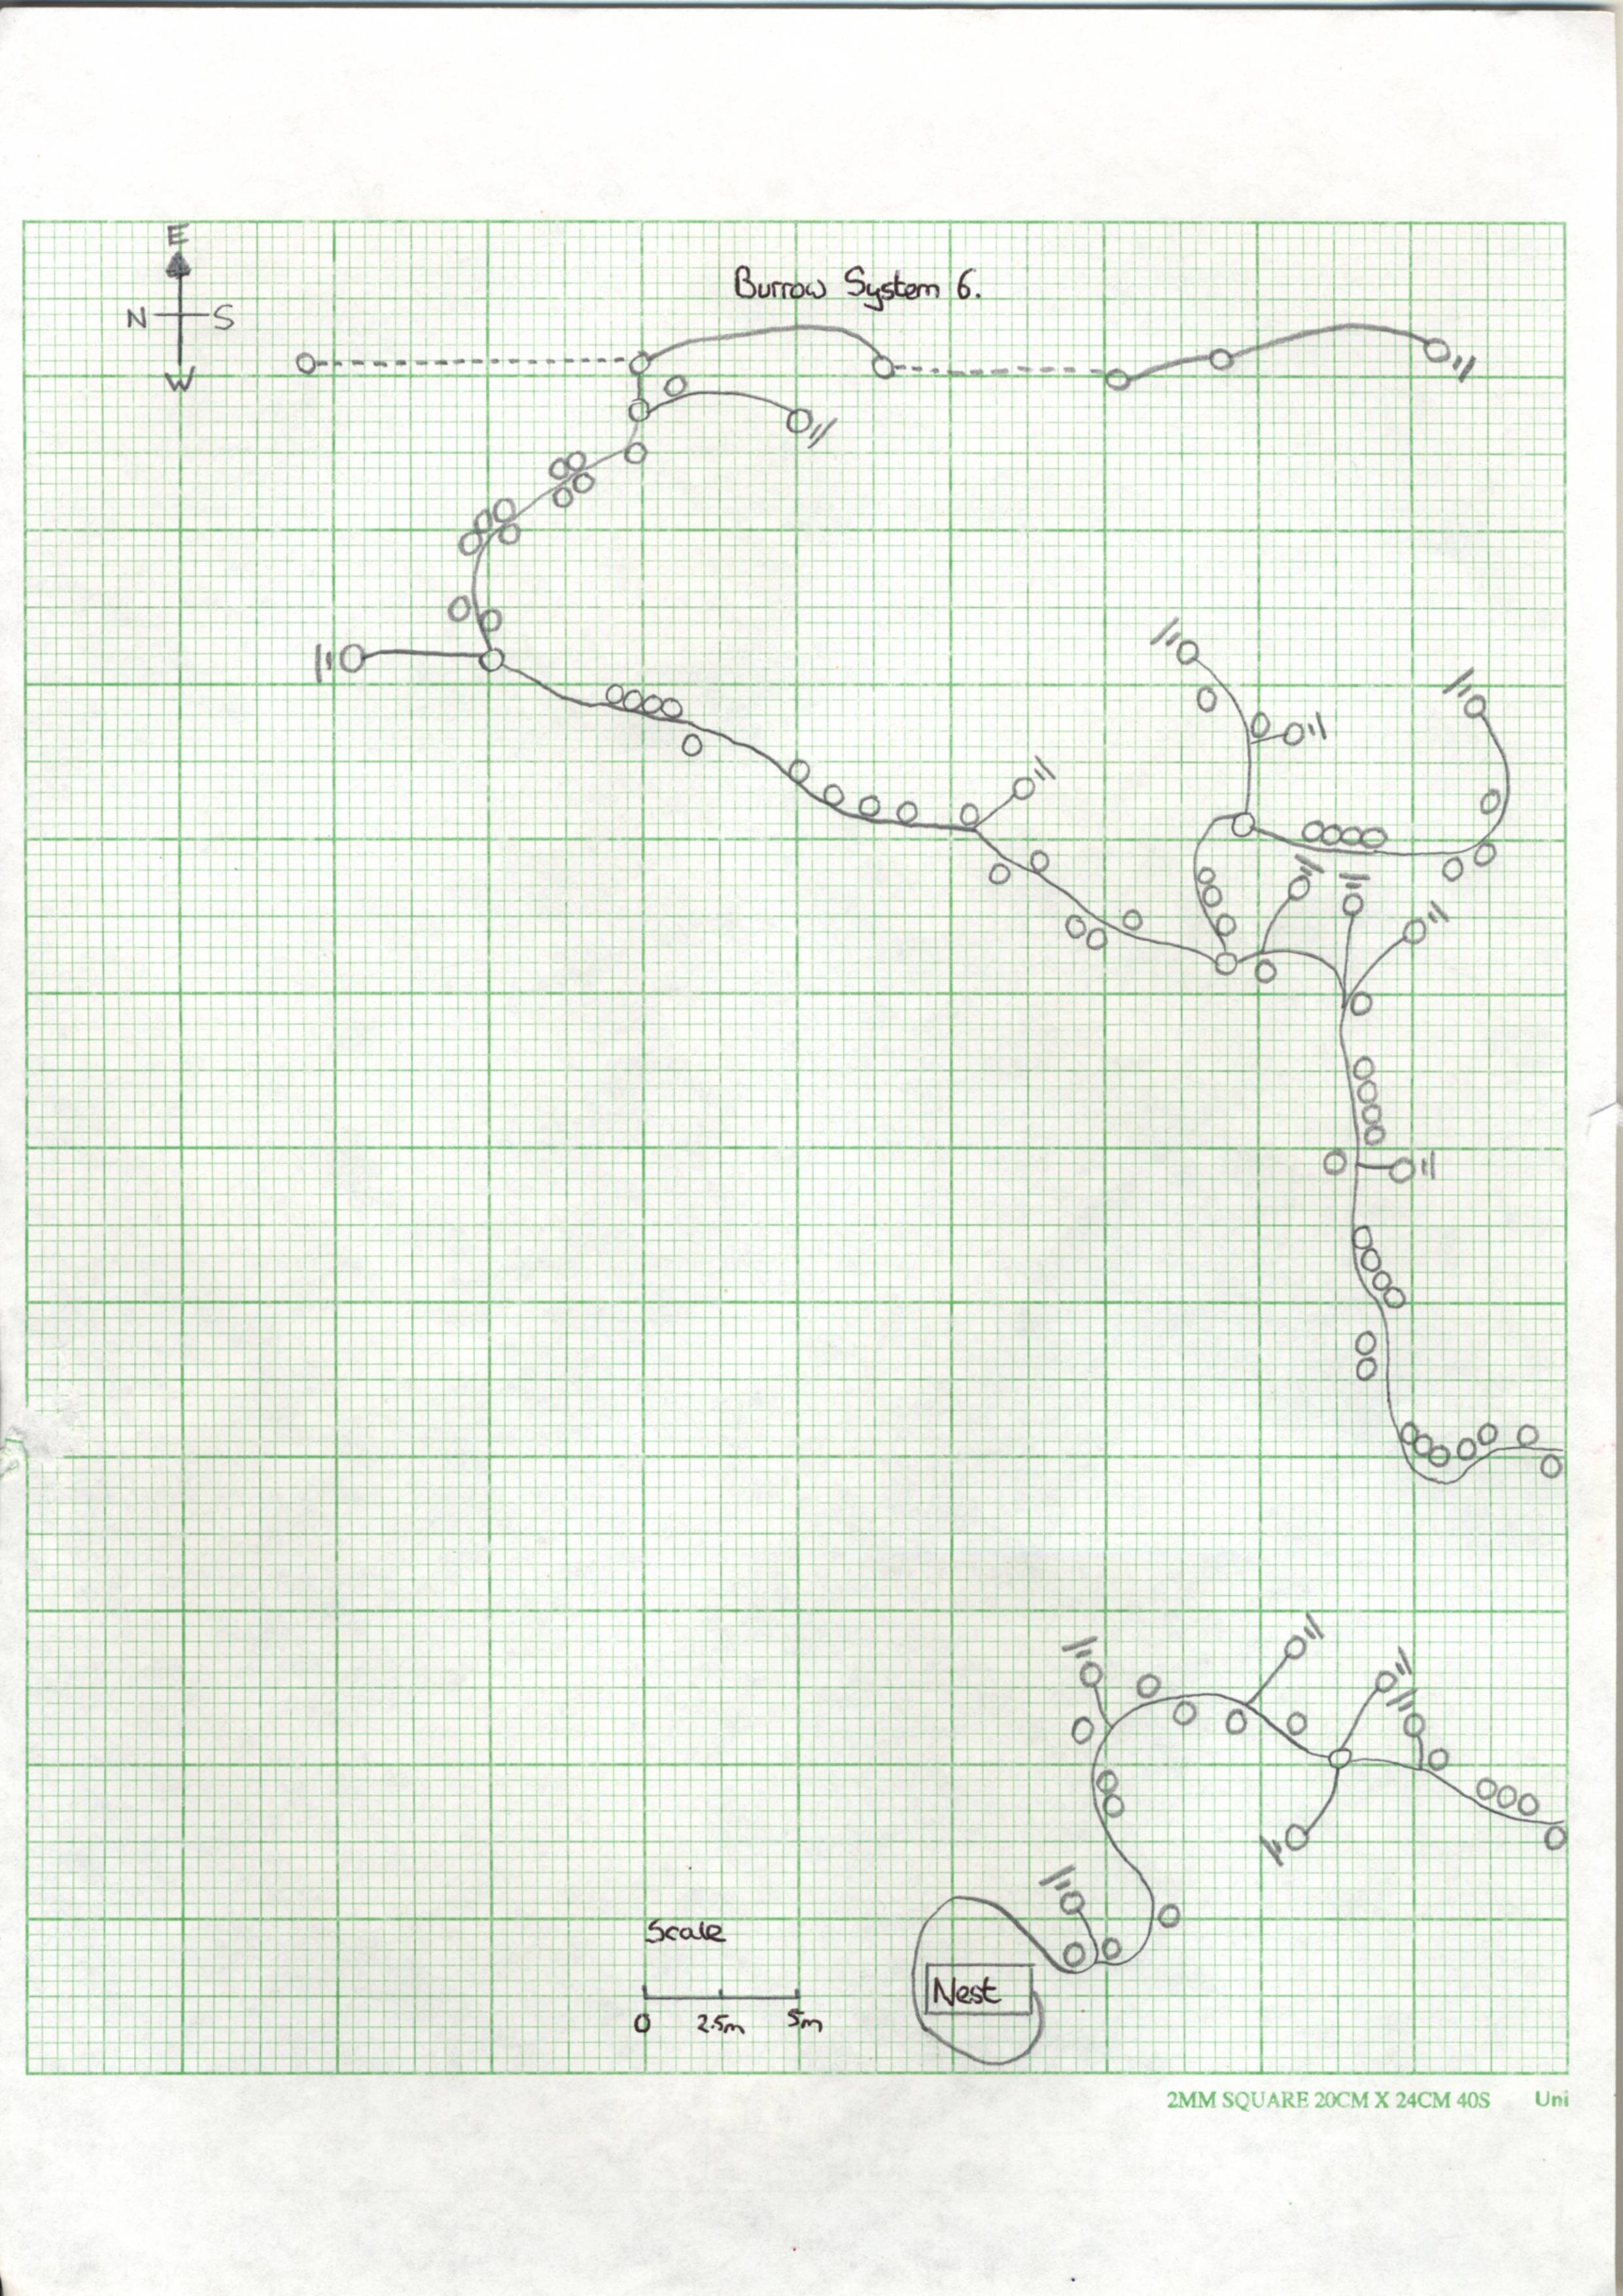 E
Burrow System 6.
N S
W
Scale
Nest
0 2.5m 5m
2MM SQUARE 20CM X 24CM 40S Uni